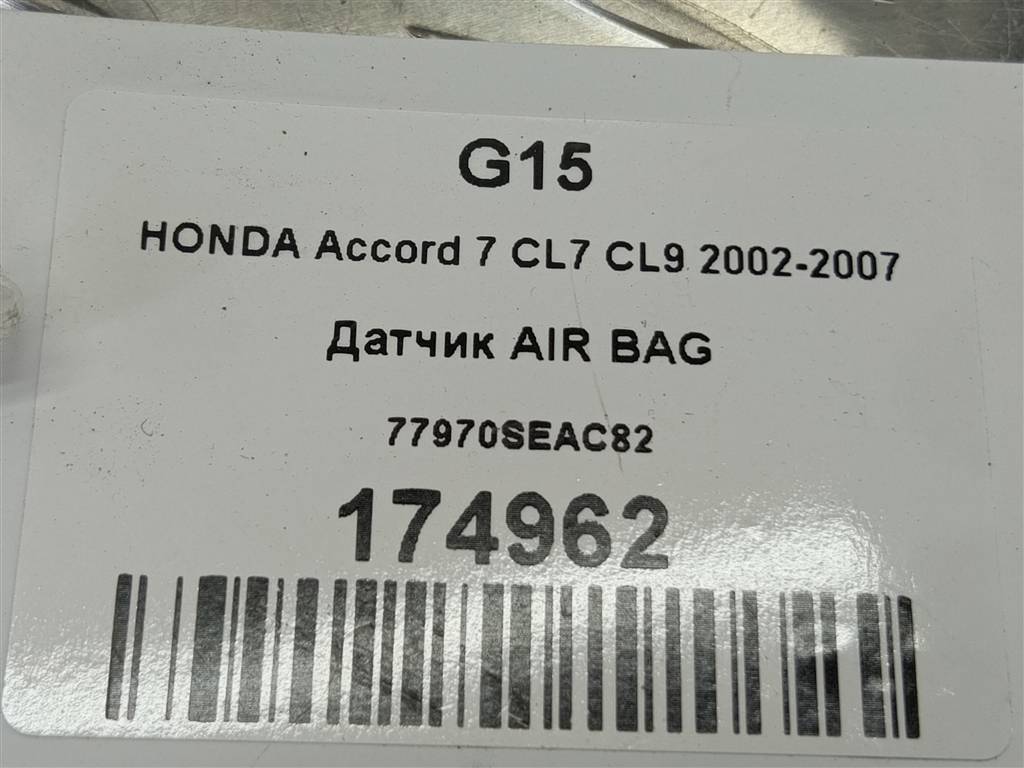 G15
HONDA Accord 7 CL7 CL9 2002-2007
Датчик AIR BAG
77970SEAC82
174962